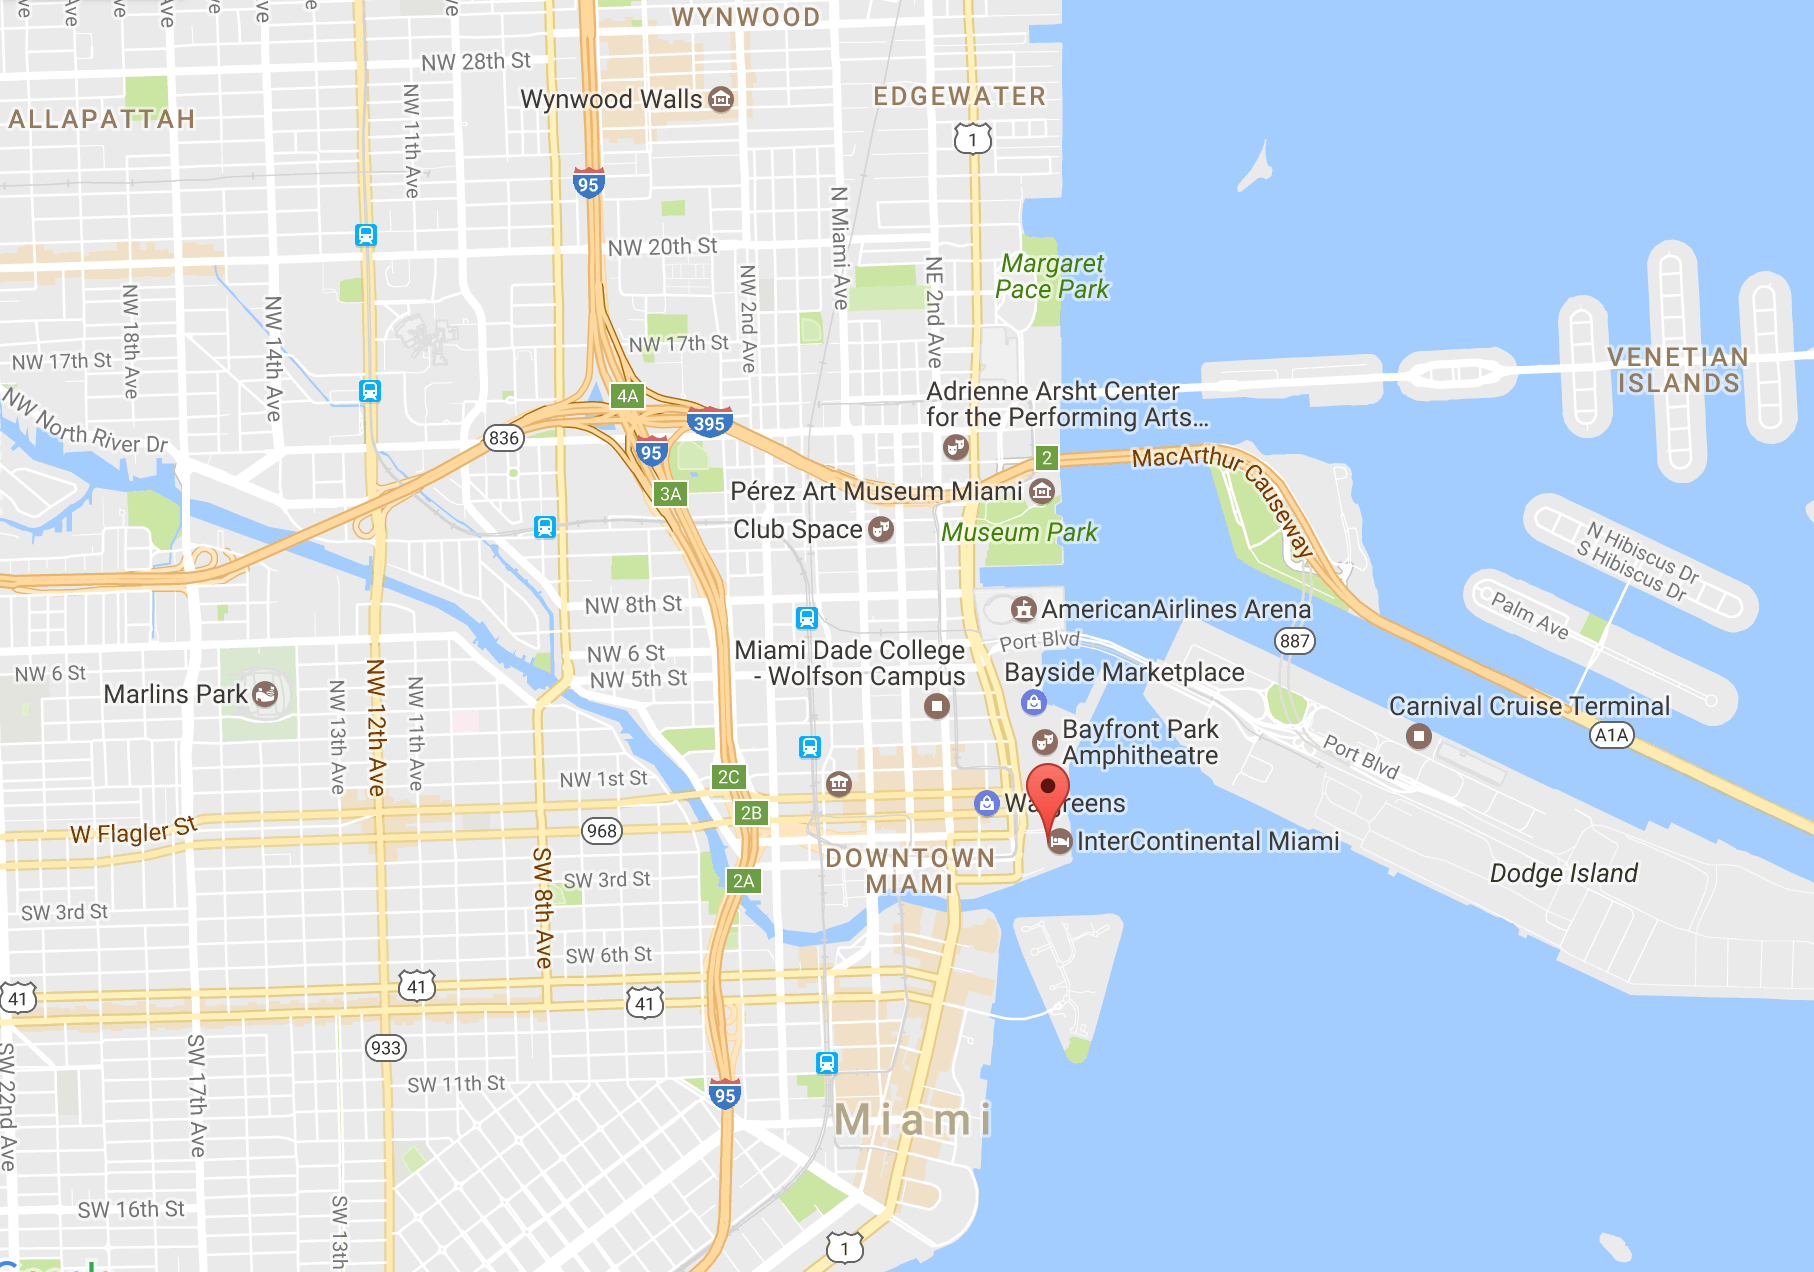 WYNWOOD
NW 28th St
Wynwood Walls
EDGEWATER
ALLAPATTAH
NW 11th Ave
1
95
N Miami Ave
NW 20th St
Margaret
Pace Park
NW 18th Ave
NW 14th Ave
NW 2nd Ave
NE 2nd Ave
NW 17th St
NW 17th St
VENETIAN
ISLANDS
NW North River Dr
4A
395
836
95
Adrienne Arsht Center
for the Performing Arts...
2
MacArthur Causeway
3A
Pérez Art Museum Miami
Club Space
Museum Park
N Hibiscus Dr
S Hibiscus Dr
Palm Ave
NW 8th St
AmericanAirlines Arena
Port Blvd
887
NW 6 St
NW 6 St
NW 5th St
Miami Dade College
- Wolfson Campus
Bayside Marketplace
Marlins Park
NW 13th Ave
NW 12th Ave
NW 11th Ave
Carnival Cruise Terminal
A1A
Bayfront Park
Amphitheatre
Port Blvd
NW 1st St
2C
2B
Walgreens
W Flagler St
968
InterContinental Miami
DOWNTOWN
MIAMI
Dodge Island
SW 8th Ave
SW 3rd St
2A
SW 3rd St
SW 6th St
41
41
41
933
SW 22nd Ave
SW 17th Ave
SW 11th St
95
Miami
SW 16th St
SW 13th
1